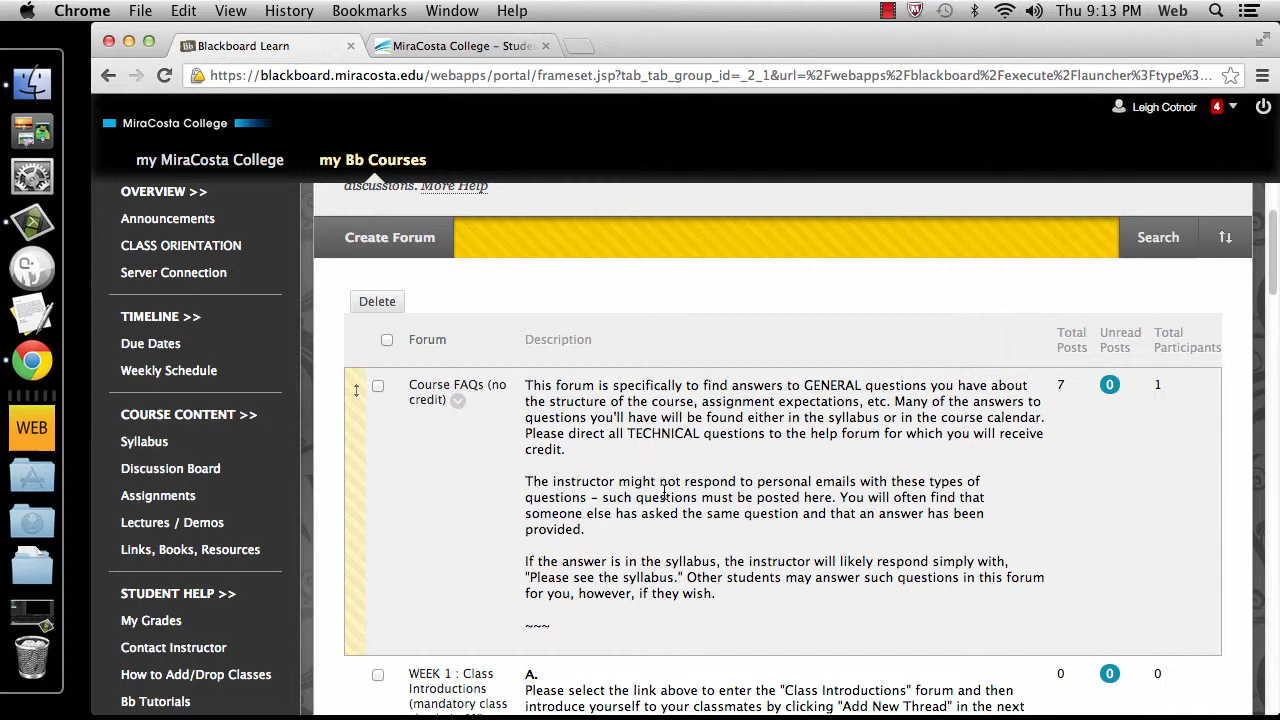 Chrome File Edit View History Bookmarks Window Help Thu 9:13 PM Web
Bb Blackboard Learn × MiraCosta College – Stude ×
https://blackboard.miracosta.edu/webapps/portal/frameset.jsp?tab_tab_group_id=_2_1&url=%2Fwebapps%2Fblackboard%2Fexecute%2Flauncher%3Ftype%3...
Leigh Cotnoir 4
MiraCosta College
my MiraCosta College my Bb Courses
OVERVIEW >>
Announcements
CLASS ORIENTATION
Server Connection
TIMELINE >>
Due Dates
Weekly Schedule
COURSE CONTENT >>
Syllabus
Discussion Board
Assignments
Lectures / Demos
Links, Books, Resources
STUDENT HELP >>
My Grades
Contact Instructor
How to Add/Drop Classes
Bb Tutorials
WEB
discussions. More Help
Create Forum Search
Delete
Forum Description Total Posts Unread Posts Total Participants
Course FAQs (no
credit)
This forum is specifically to find answers to GENERAL questions you have about
the structure of the course, assignment expectations, etc. Many of the answers to
questions you'll have will be found either in the syllabus or in the course calendar.
Please direct all TECHNICAL questions to the help forum for which you will receive
credit.
The instructor might not respond to personal emails with these types of
questions – such questions must be posted here. You will often find that
someone else has asked the same question and that an answer has been
provided.
If the answer is in the syllabus, the instructor will likely respond simply with,
"Please see the syllabus." Other students may answer such questions in this forum
for you, however, if they wish.
~~~
7 0 1
WEEK 1 : Class
Introductions
(mandatory class
A.
Please select the link above to enter the "Class Introductions" forum and then
introduce yourself to your classmates by clicking "Add New Thread" in the next
0 0 0